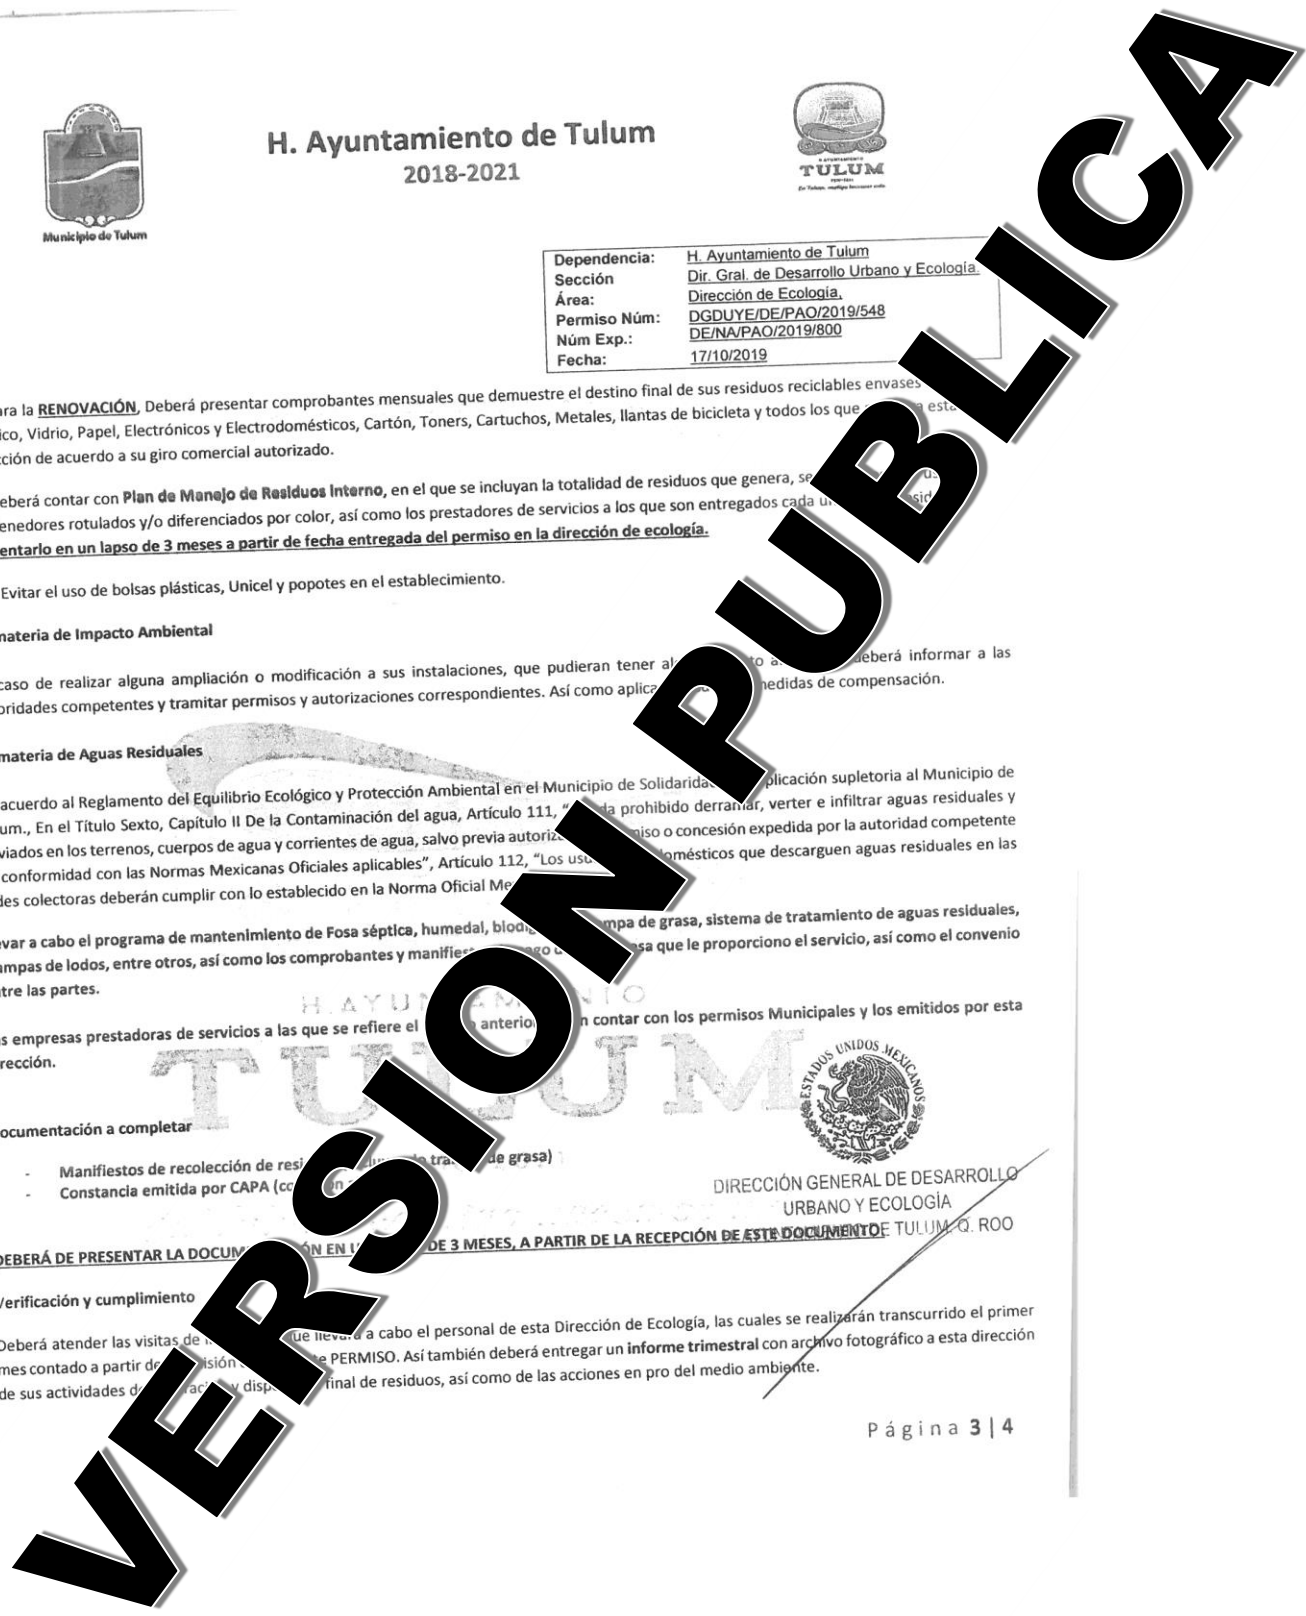 Municipio de Tulum
H. Ayuntamiento de Tulum
2018-2021
H. AYUNTAMIENTO
TULUM
Dependencia: H. Ayuntamiento de Tulum
Sección Dir. Gral. de Desarrollo Urbano y Ecología.
Área: Dirección de Ecología,
Permiso Núm: DGDUYE/DE/PAO/2019/548
Núm Exp.: DE/NA/PAO/2019/800
Fecha: 17/10/2019
ara la RENOVACIÓN, Deberá presentar comprobantes mensuales que demuestre el destino final de sus residuos reciclables envases
ico, Vidrio, Papel, Electrónicos y Electrodomésticos, Cartón, Toners, Cartuchos, Metales, llantas de bicicleta y todos los que
cción de acuerdo a su giro comercial autorizado.
eberá contar con Plan de Manejo de Residuos Interno, en el que se incluyan la totalidad de residuos que genera,
enedores rotulados y/o diferenciados por color, así como los prestadores de servicios a los que son entregados cada
entarlo en un lapso de 3 meses a partir de fecha entregada del permiso en la dirección de ecología.
Evitar el uso de bolsas plásticas, Unicel y popotes en el establecimiento.
materia de Impacto Ambiental
caso de realizar alguna ampliación o modificación a sus instalaciones, que pudieran tener deberá informar a las
oridades competentes y tramitar permisos y autorizaciones correspondientes. Así como medidas de compensación.
materia de Aguas Residuales
acuerdo al Reglamento del Equilibrio Ecológico y Protección Ambiental en el Municipio de supletoria al Municipio de
um., En el Título Sexto, Capítulo II De la Contaminación del agua, Artículo 111, prohibido derramar, verter e infiltrar aguas residuales y
viados en los terrenos, cuerpos de agua y corrientes de agua, salvo previa o concesión expedida por la autoridad competente
conformidad con las Normas Mexicanas Oficiales aplicables”, Artículo 112, “Los que descarguen aguas residuales en las
des colectoras deberán cumplir con lo establecido en la Norma Oficial
evar a cabo el programa de mantenimiento de Fosa séptica, humedal, de grasa, sistema de tratamiento de aguas residuales,
ampas de lodos, entre otros, así como los comprobantes y que le proporciono el servicio, así como el convenio
tre las partes.
H. AYUNTAMIENTO
TULUM
s empresas prestadoras de servicios a las que se refiere el anterior contar con los permisos Municipales y los emitidos por esta
rección.
ESTADOS UNIDOS MEXICANOS
ocumentación a completar
- Manifiestos de recolección de de grasa)
- Constancia emitida por CAPA
DIRECCIÓN GENERAL DE DESARROLLO
URBANO Y ECOLOGÍA
DE TULUM, Q. ROO
DEBERÁ DE PRESENTAR LA EN DE 3 MESES, A PARTIR DE LA RECEPCIÓN DE ESTE DOCUMENTO.
Verificación y cumplimiento
Deberá atender las visitas de a cabo el personal de esta Dirección de Ecología, las cuales se realizarán transcurrido el primer
mes contado a partir de PERMISO. Así también deberá entregar un informe trimestral con archivo fotográfico a esta dirección
de sus actividades final de residuos, así como de las acciones en pro del medio ambiente.
Página 3 | 4
VERSION PUBLICA